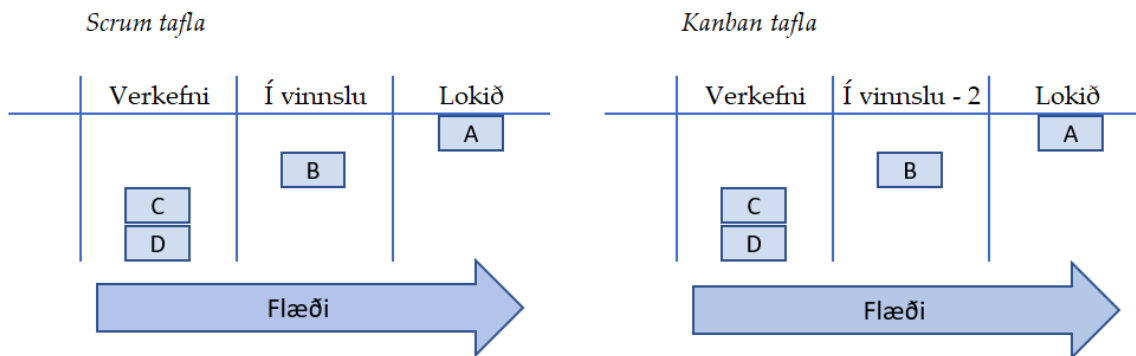 Scrum tafla
Verkefni Í vinnslu Lokið
A
B
C
D
Flæði
Kanban tafla
Verkefni Í vinnslu - 2 Lokið
A
B
C
D
Flæði